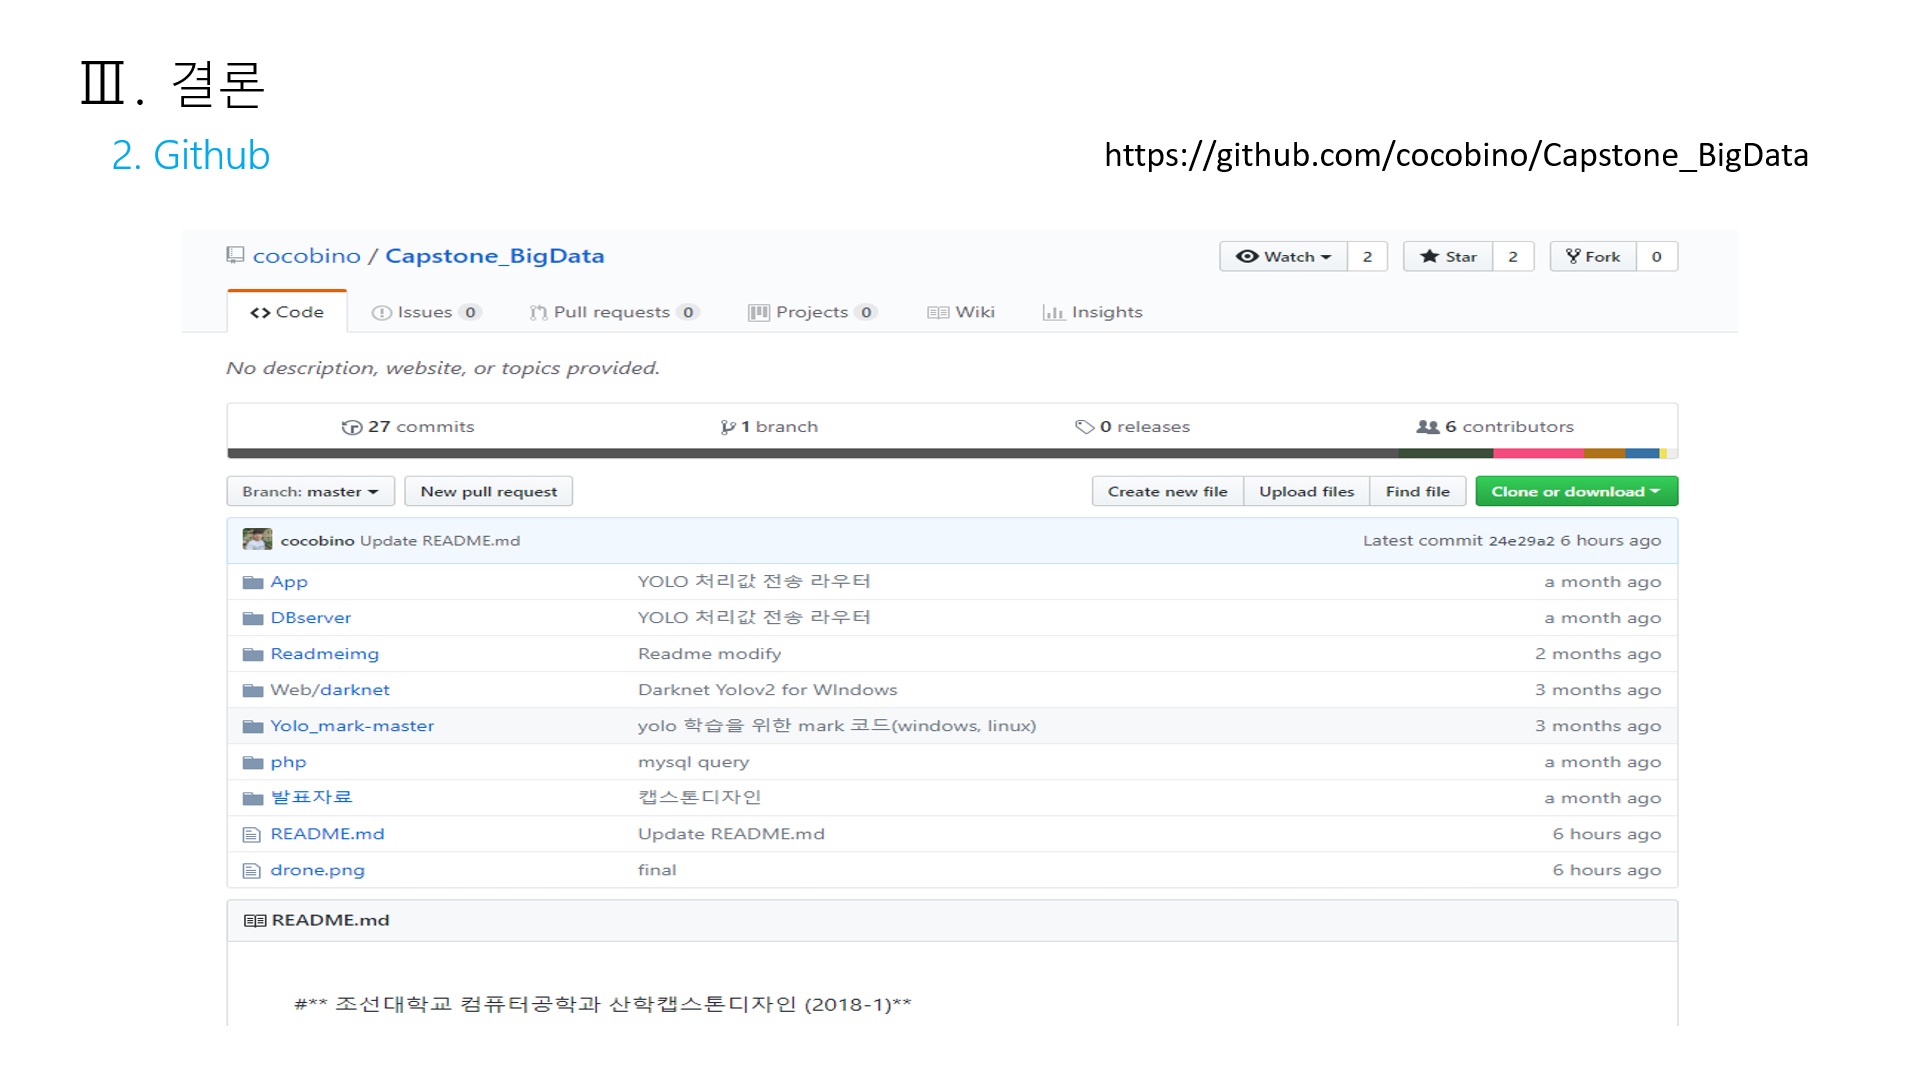 Ⅲ. 결론
2. Github
https://github.com/cocobino/Capstone_BigData
cocobino / Capstone_BigData
Watch 2 Star 2 Fork 0
Code Issues 0 Pull requests 0 Projects 0 Wiki Insights
No description, website, or topics provided.
27 commits 1 branch 0 releases 6 contributors
Branch: master New pull request Create new file Upload files Find file Clone or download
cocobino Update README.md Latest commit 24e29a2 6 hours ago
App YOLO 처리값 전송 라우터 a month ago
DBserver YOLO 처리값 전송 라우터 a month ago
Readmeimg Readme modify 2 months ago
Web/darknet Darknet Yolov2 for WIndows 3 months ago
Yolo_mark-master yolo 학습을 위한 mark 코드(windows, linux) 3 months ago
php mysql query a month ago
발표자료 캡스톤디자인 a month ago
README.md Update README.md 6 hours ago
drone.png final 6 hours ago
README.md
#** 조선대학교 컴퓨터공학과 산학캡스톤디자인 (2018-1)**